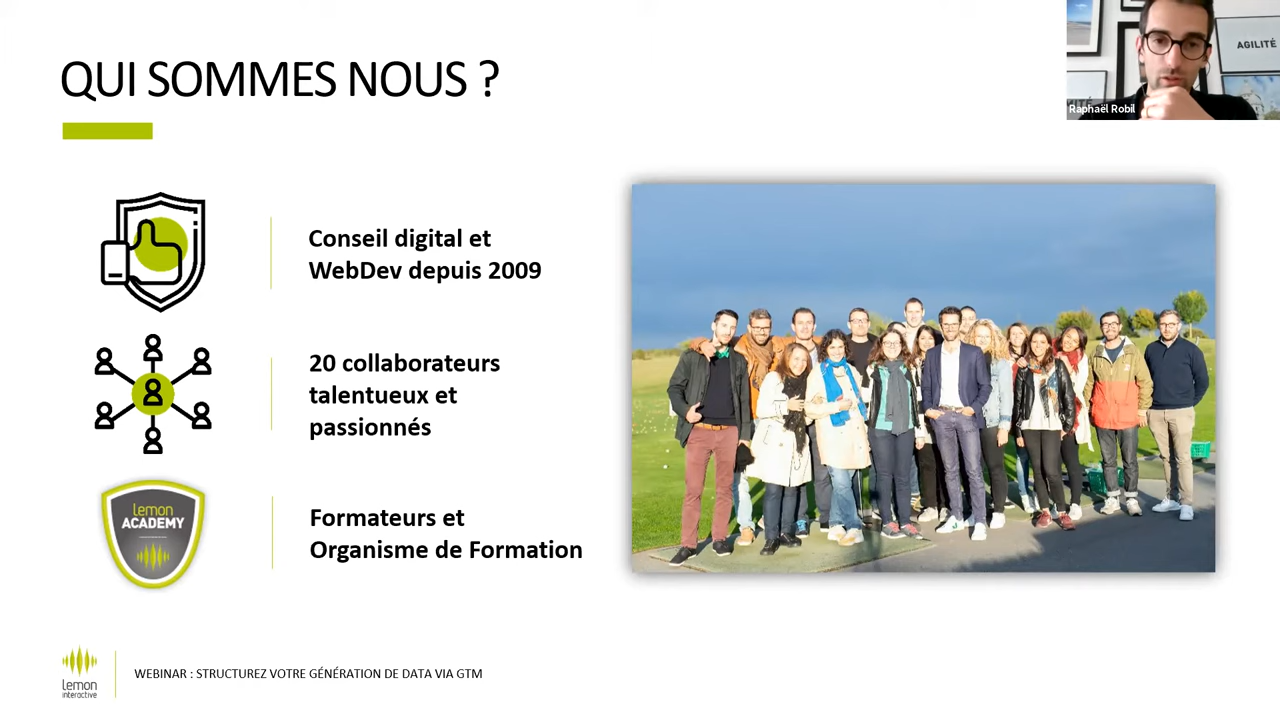 QUI SOMMES NOUS ?
AGILITÉ
Raphaël Robil
Conseil digital et
WebDev depuis 2009
20 collaborateurs
talentueux et
passionnés
lemon
ACADEMY
Formateurs et
Organisme de Formation
lemon
interactive
WEBINAR : STRUCTUREZ VOTRE GÉNÉRATION DE DATA VIA GTM